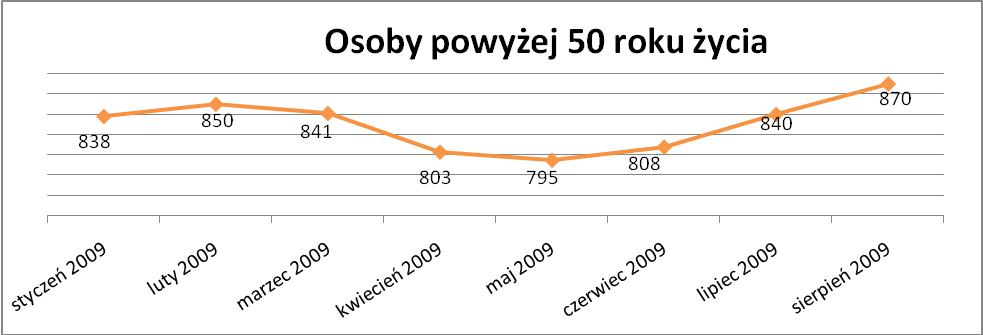 Osoby powyżej 50 roku życia
838
850
841
803
795
808
840
870
styczeń 2009
luty 2009
marzec 2009
kwiecień 2009
maj 2009
czerwiec 2009
lipiec 2009
sierpień 2009